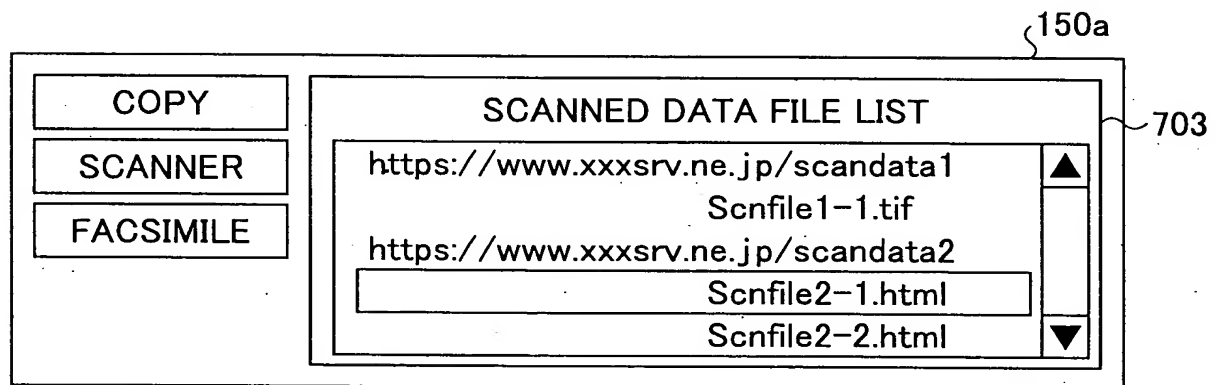 150a
COPY
SCANNER
FACSIMILE
SCANNED DATA FILE LIST
703
https://www.xxxsrv.ne.jp/scandata1
Scnfile1-1.tif
https://www.xxxsrv.ne.jp/scandata2
Scnfile2-1.html
Scnfile2-2.html